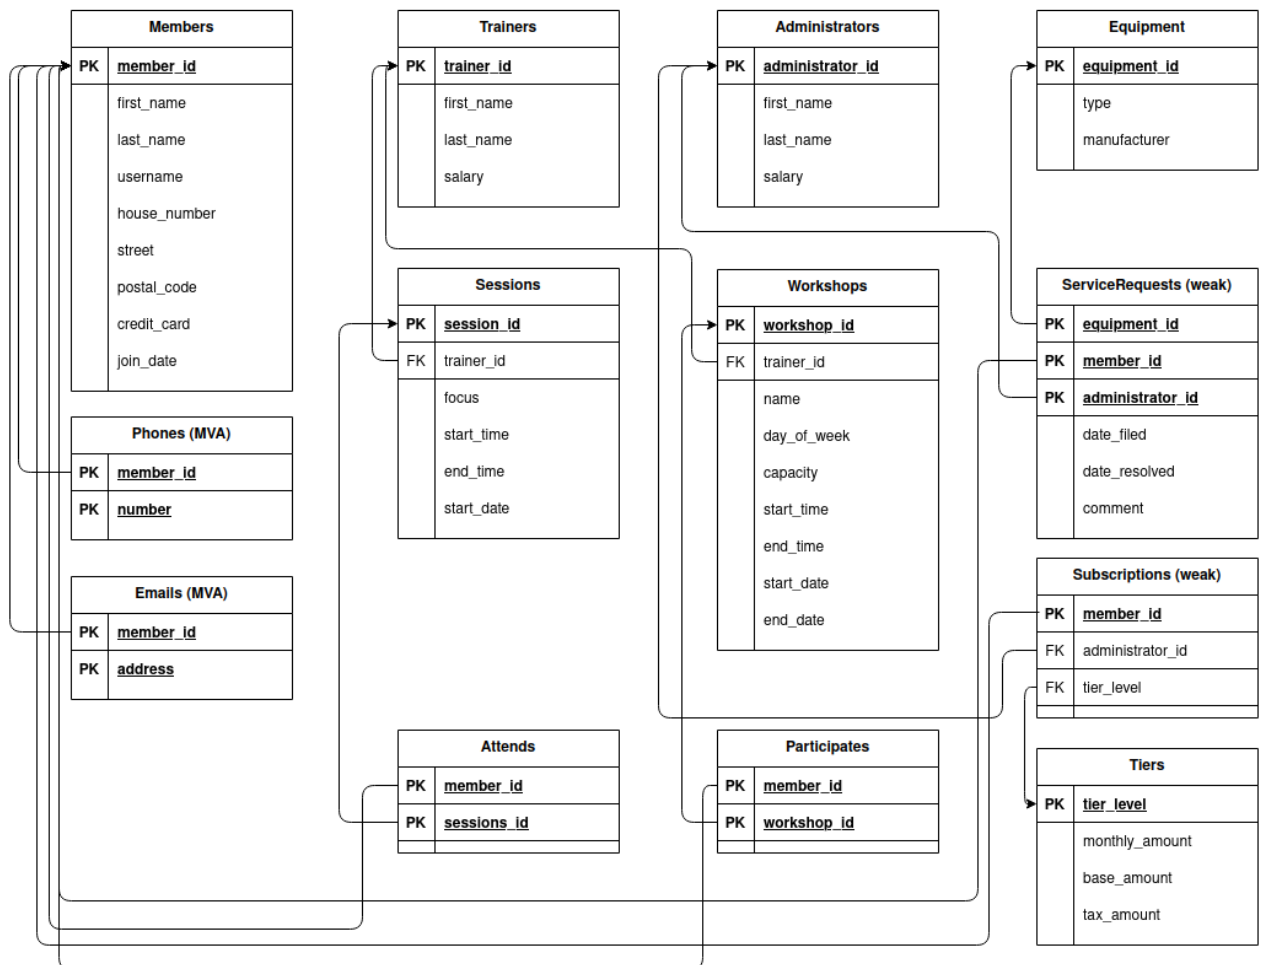 Members
PK member_id
first_name
last_name
username
house_number
street
postal_code
credit_card
join_date
Phones (MVA)
PK member_id
PK number
Emails (MVA)
PK member_id
PK address
Trainers
PK trainer_id
first_name
last_name
salary
Sessions
PK session_id
FK trainer_id
focus
start_time
end_time
start_date
Attends
PK member_id
PK sessions_id
Administrators
PK administrator_id
first_name
last_name
salary
Workshops
PK workshop_id
FK trainer_id
name
day_of_week
capacity
start_time
end_time
start_date
end_date
Participates
PK member_id
PK workshop_id
Equipment
PK equipment_id
type
manufacturer
ServiceRequests (weak)
PK equipment_id
PK member_id
PK administrator_id
date_filed
date_resolved
comment
Subscriptions (weak)
PK member_id
FK administrator_id
FK tier_level
Tiers
PK tier_level
monthly_amount
base_amount
tax_amount